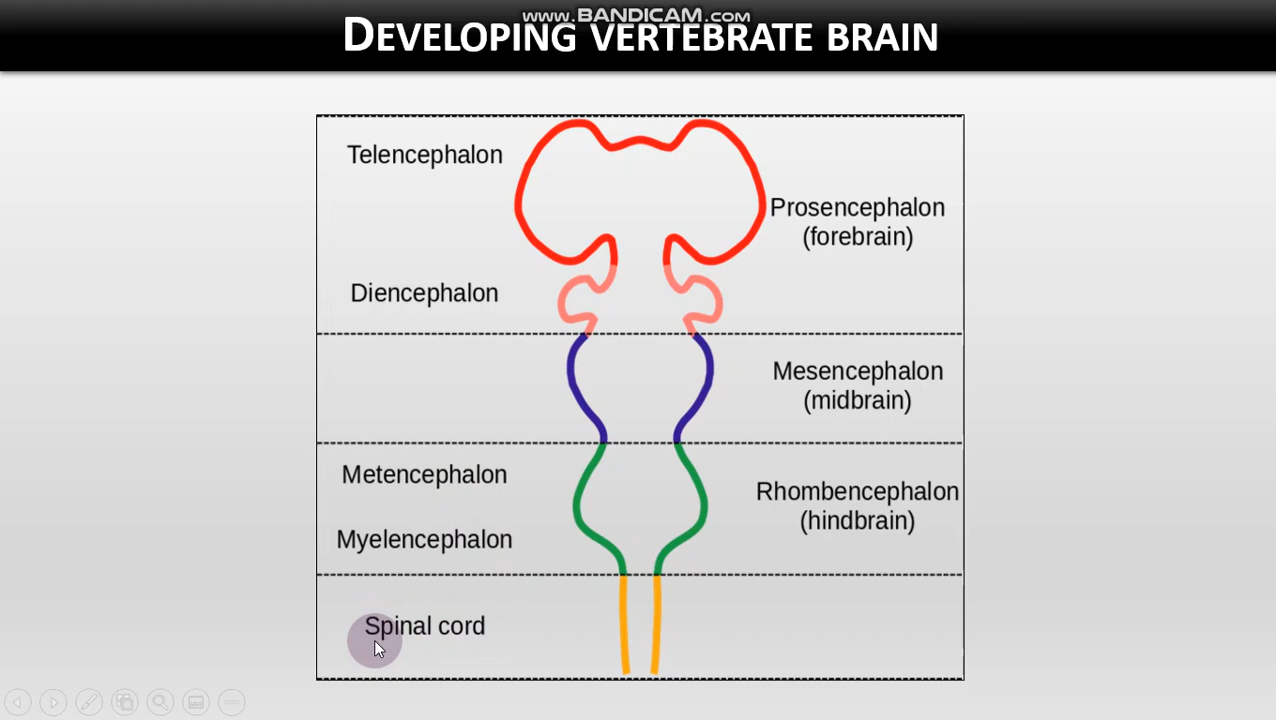 www.BANDICAM.com
DEVELOPING VERTEBRATE BRAIN
Telencephalon
Prosencephalon
(forebrain)
Diencephalon
Mesencephalon
(midbrain)
Metencephalon
Rhombencephalon
(hindbrain)
Myelencephalon
Spinal cord